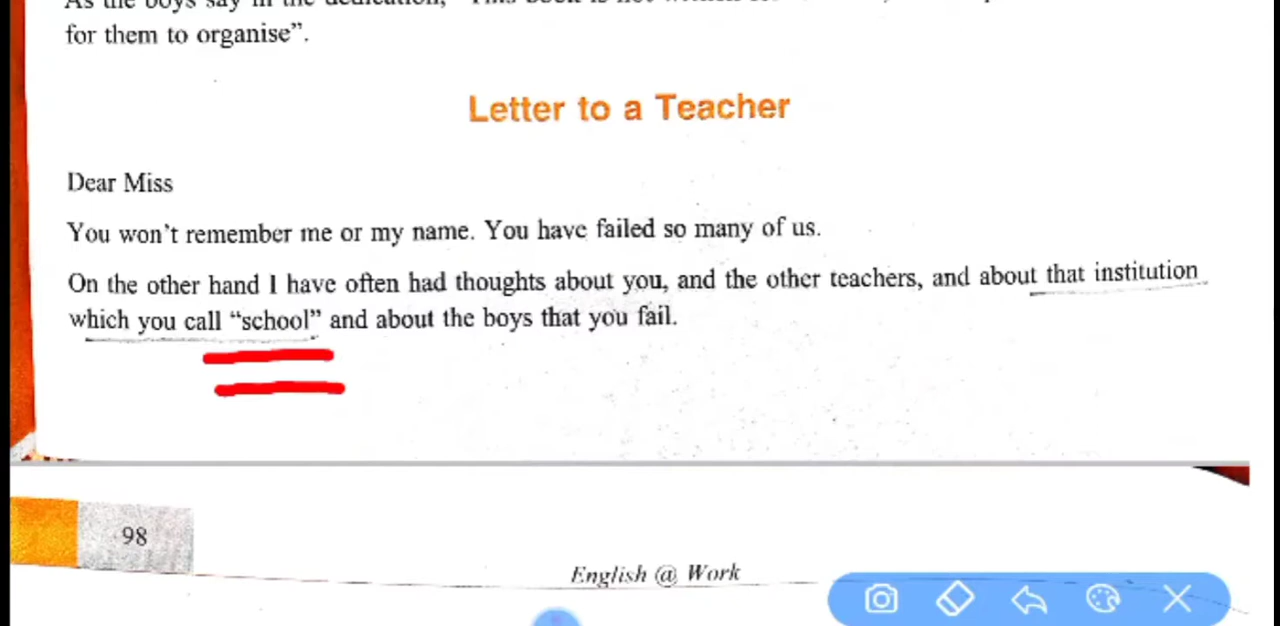 for them to organise”.
Letter to a Teacher
Dear Miss
You won’t remember me or my name. You have failed so many of us.
On the other hand I have often had thoughts about you, and the other teachers, and about that institution
which you call “school” and about the boys that you fail.
98
English @ Work